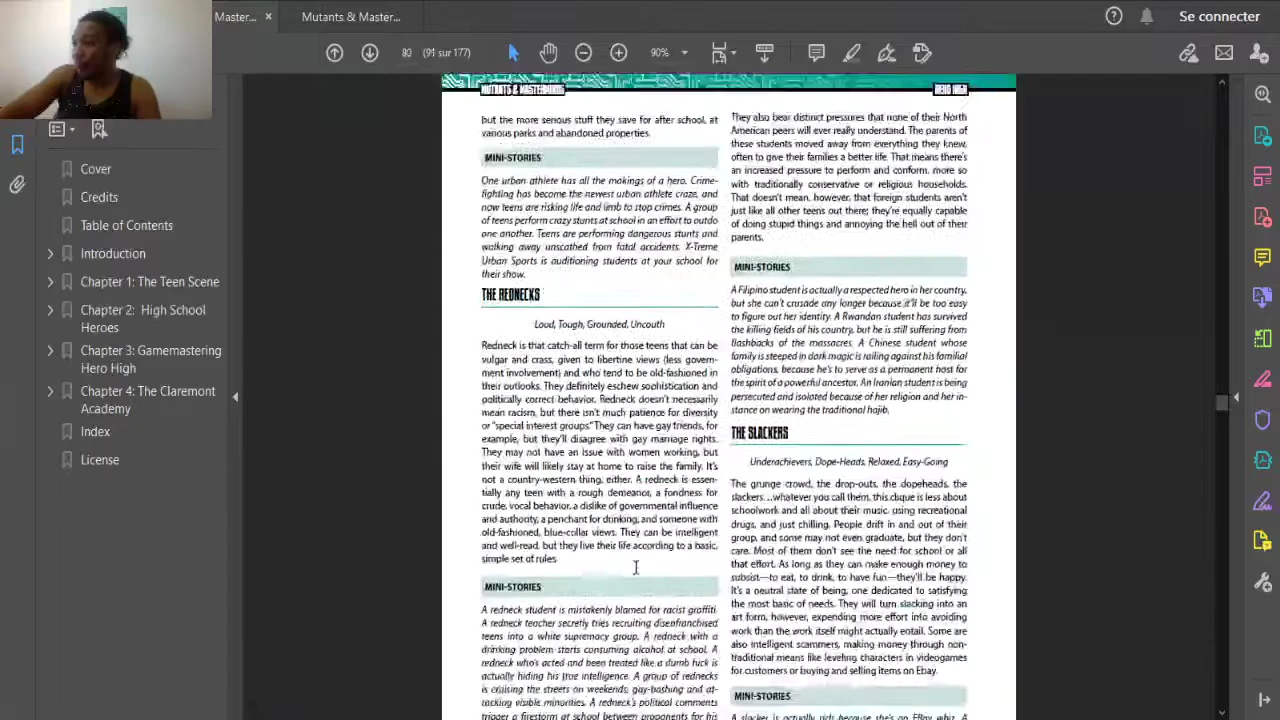 Master... ×
Mutants & Master...
Se connecter
80
(91 sur 177)
90%
Cover
Credits
Table of Contents
Introduction
Chapter 1: The Teen Scene
Chapter 2: High School
Heroes
Chapter 3: Gamemastering
Hero High
Chapter 4: The Claremont
Academy
Index
License
MUTANTS & MASTERMINDS
HERO HIGH
but the more serious stuff they save for after school, at
various parks and abandoned properties.
MINI-STORIES
One urban athlete has all the makings of a hero. Crime-
fighting has become the newest urban athlete craze, and
now teens are risking life and limb to stop crimes. A group
of teens perform crazy stunts at school in an effort to outdo
one another. Teens are performing dangerous stunts and
walking away unscathed from fatal accidents. X-Treme
Urban Sports is auditioning students at your school for
their show.
THE REDNECKS
Loud, Tough, Grounded, Uncouth
Redneck is that catch-all term for those teens that can be
vulgar and crass, given to libertine views (less govern-
ment involvement) and who tend to be old-fashioned in
their outlooks. They definitely eschew sophistication and
politically correct behavior. Redneck doesn't necessarily
mean racism, but there isn't much patience for diversity
or "special interest groups." They can have gay friends, for
example, but they'll disagree with gay marriage rights.
They may not have an issue with women working, but
their wife will likely stay at home to raise the family. It's
not a country-western thing, either. A redneck is essen-
tially any teen with a rough demeanor, a fondness for
crude, vocal behavior, a dislike of governmental influence
and authority, a penchant for drinking, and someone with
old-fashioned, blue-collar views. They can be intelligent
and well-read, but they live their life according to a basic,
simple set of rules.
MINI-STORIES
A redneck student is mistakenly blamed for racist graffiti.
A redneck teacher secretly tries recruiting disenfranchised
teens into a white supremacy group. A redneck with a
drinking problem starts consuming alcohol at school. A
redneck who's acted and been treated like a dumb hick is
actually hiding his true intelligence. A group of rednecks
is cruising the streets on weekends, gay-bashing and at-
tacking visible minorities. A redneck's political comments
trigger a firestorm at school between proponents for his
They also bear distinct pressures that none of their North
American peers will ever really understand. The parents of
these students moved away from everything they knew,
often to give their families a better life. That means there's
an increased pressure to perform and conform, more so
with traditionally conservative or religious households.
That doesn't mean, however, that foreign students aren't
just like all other teens out there; they're equally capable
of doing stupid things and annoying the hell out of their
parents.
MINI-STORIES
A Filipino student is actually a respected hero in her country,
but she can't crusade any longer because it'll be too easy
to figure out her identity. A Rwandan student has survived
the killing fields of his country, but he is still suffering from
flashbacks of the massacres. A Chinese student whose
family is steeped in dark magic is railing against his familial
obligations, because he's to serve as a permanent host for
the spirit of a powerful ancestor. An Iranian student is being
persecuted and isolated because of her religion and her in-
stance on wearing the traditional hajib.
THE SLACKERS
Underachievers, Dope-Heads, Relaxed, Easy-Going
The grunge crowd, the drop-outs, the dopeheads, the
slackers...whatever you call them, this clique is less about
schoolwork and all about their music, using recreational
drugs, and just chilling. People drift in and out of their
group, and some may not even graduate, but they don't
care. Most of them don't see the need for school or all
that effort. As long as they can make enough money to
subsist—to eat, to drink, to have fun—they'll be happy.
It's a neutral state of being, one dedicated to satisfying
the most basic of needs. They will turn slacking into an
art form, however, expending more effort into avoiding
work than the work itself might actually entail. Some are
also intelligent scammers, making money through non-
traditional means like leveling characters in videogames
for customers or buying and selling items on Ebay.
MINI-STORIES
A slacker is actually rich because she's an EBay whiz. A